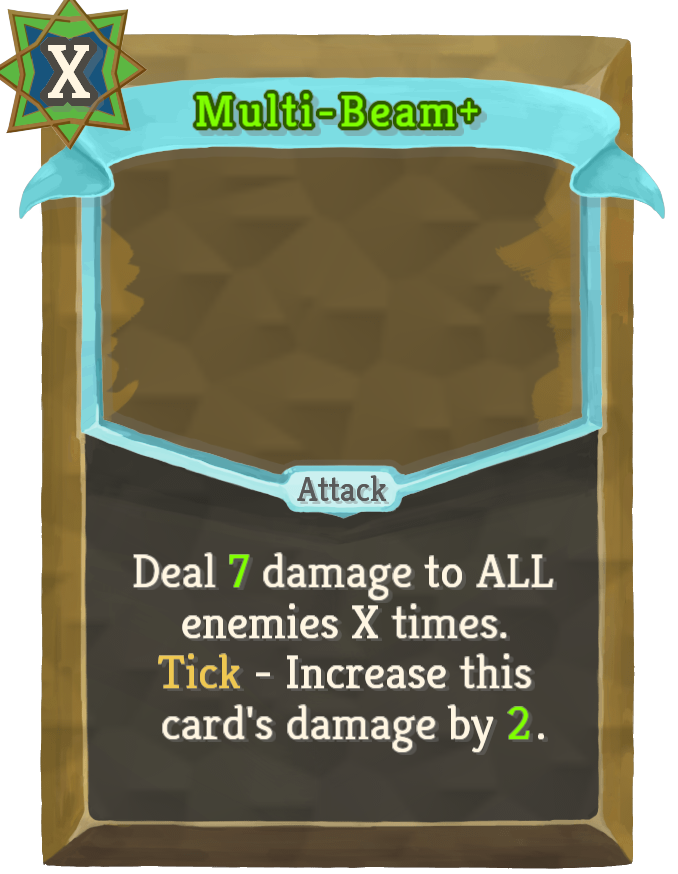 X
Multi-Beam+
Attack
Deal 7 damage to ALL
enemies X times.
Tick - Increase this
card's damage by 2.